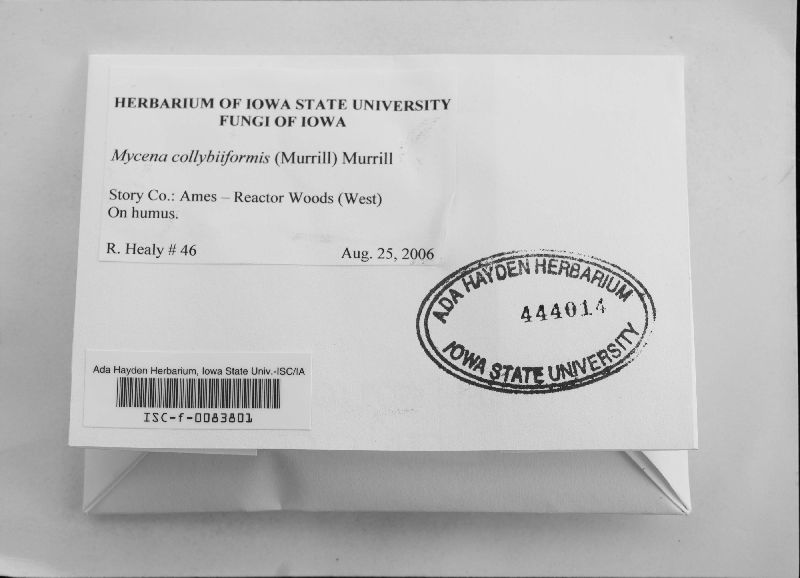 HERBARIUM OF IOWA STATE UNIVERSITY
FUNGI OF IOWA
Mycena collybiiformis (Murrill) Murrill
Story Co.: Ames – Reactor Woods (West)
On humus.
R. Healy # 46 Aug. 25, 2006
ADA HAYDEN HERBARIUM
444014
IOWA STATE UNIVERSITY
Ada Hayden Herbarium, Iowa State Univ.-ISC/IA
ISC-f-0083801